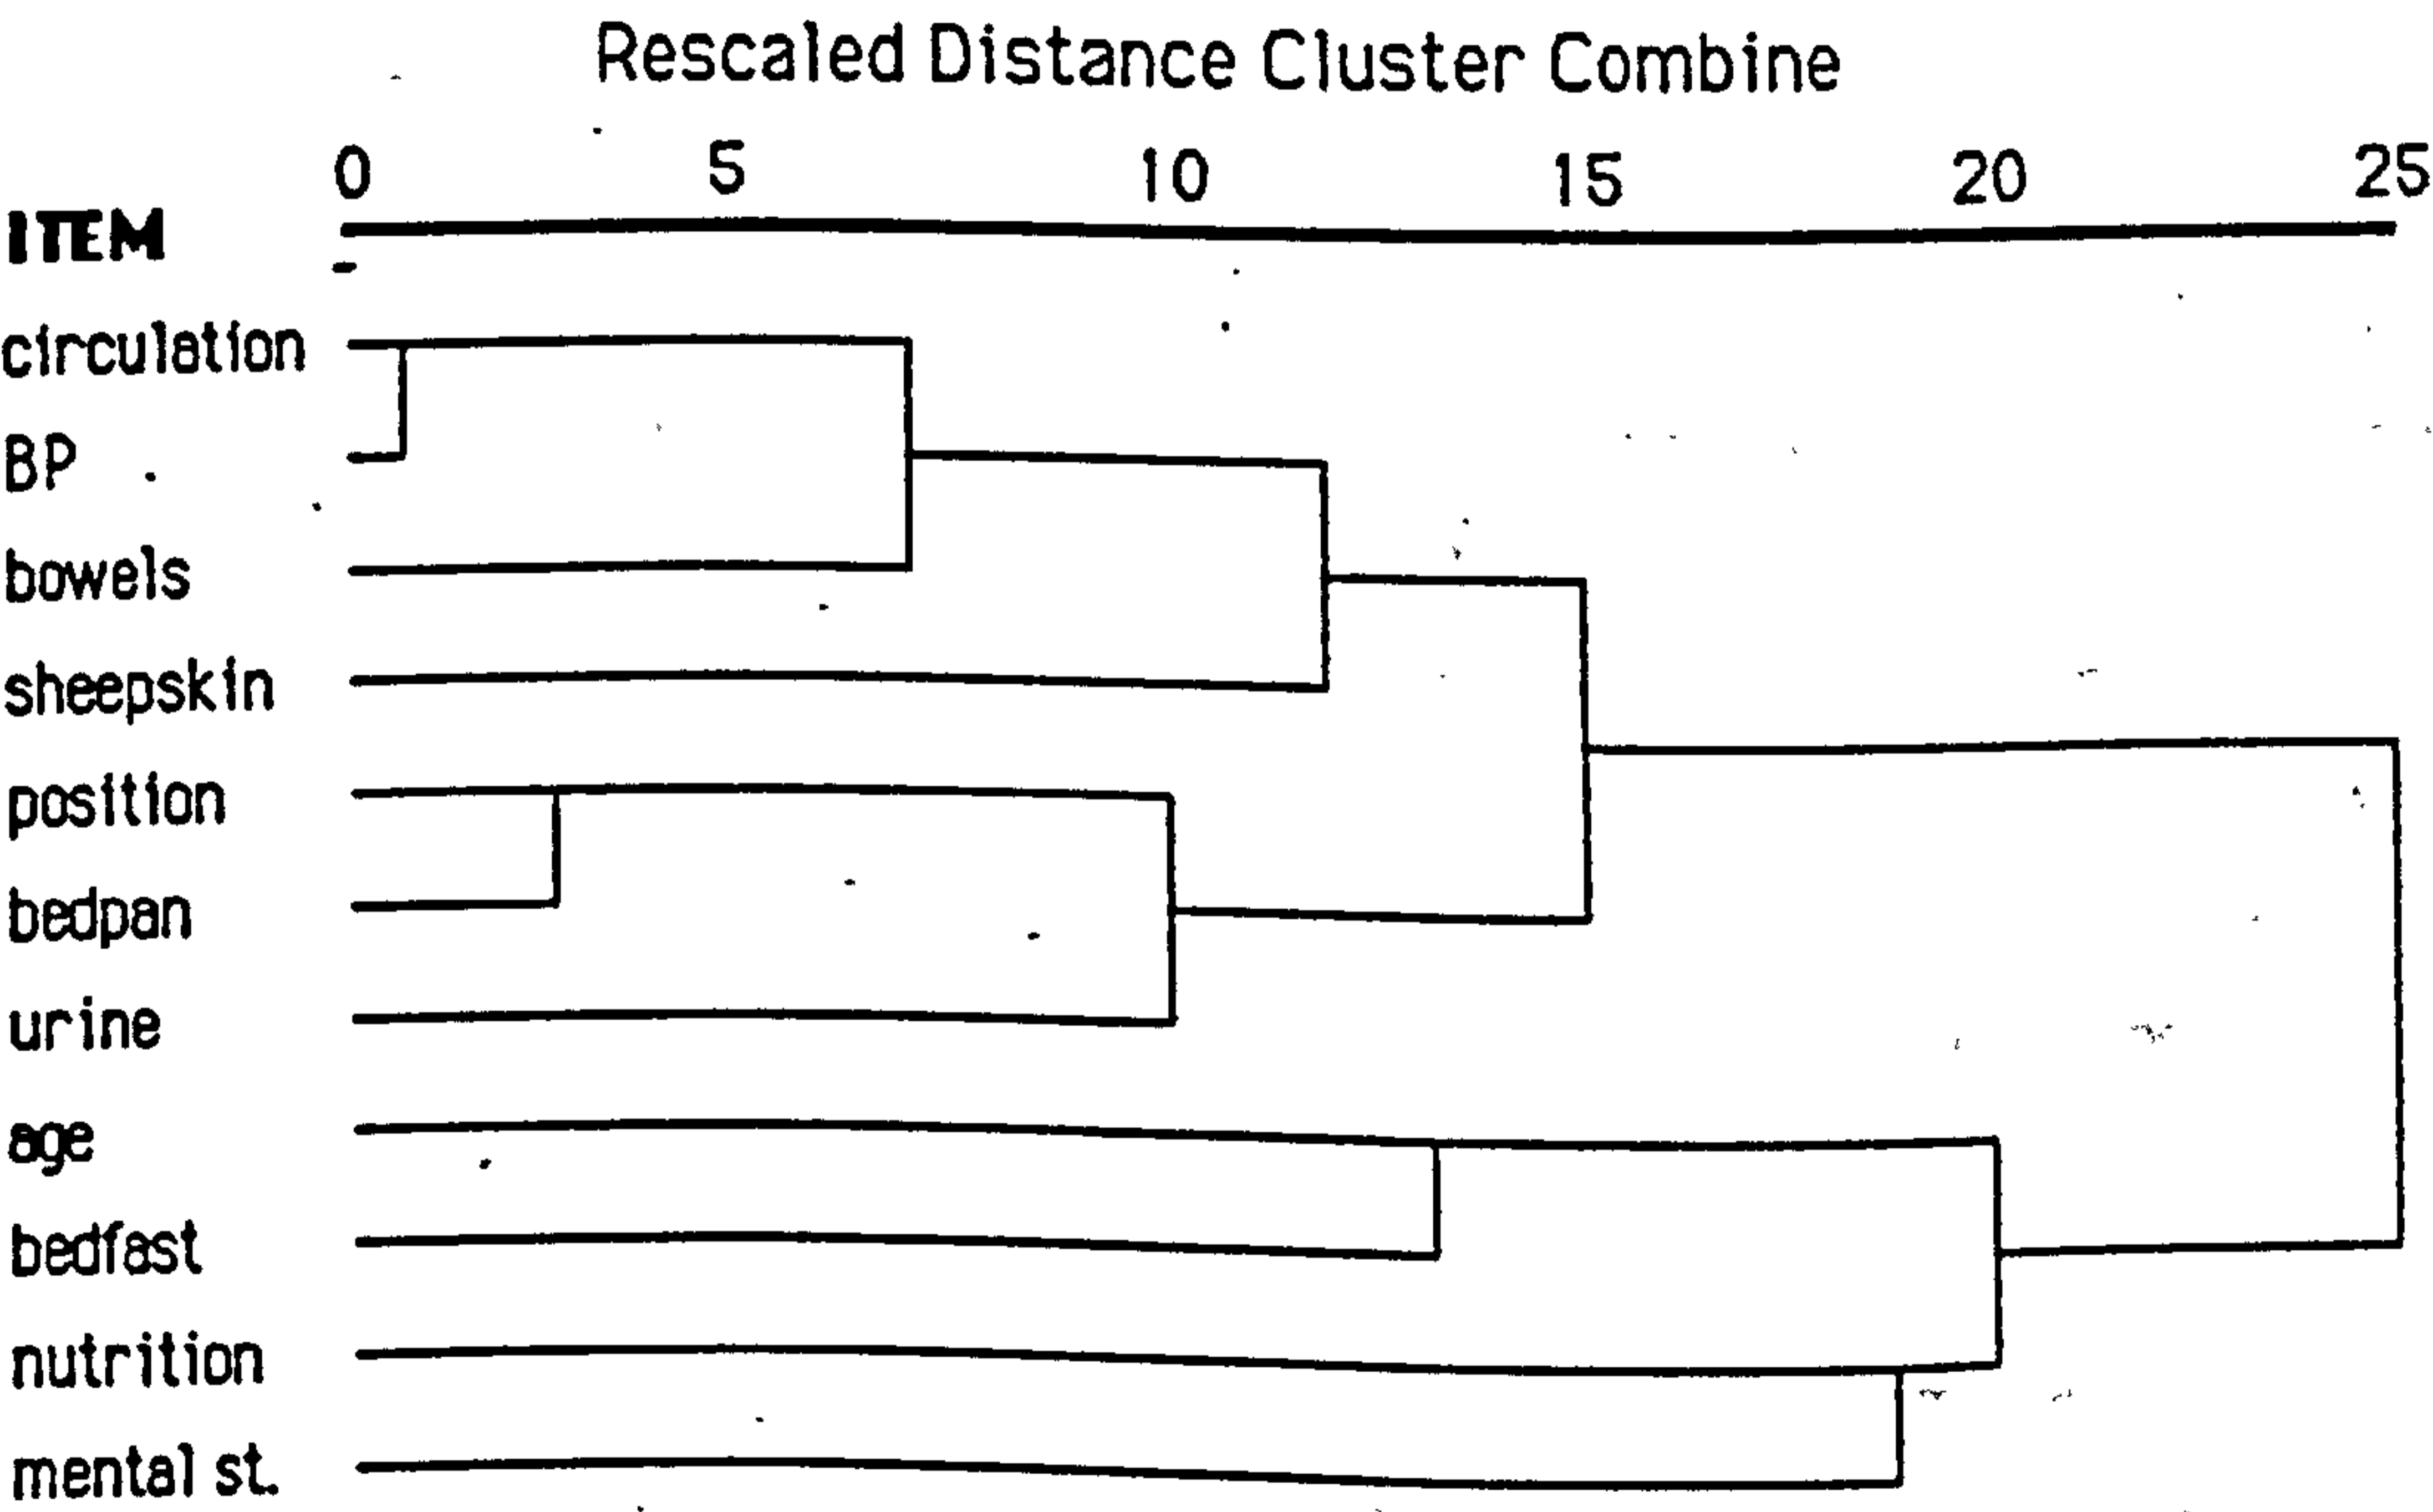 Rescaled Distance Cluster Combine
0 5 10 15 20 25
ITEM
circulation
BP
bowels
sheepskin
position
bedpan
urine
age
bedfast
nutrition
mental st.